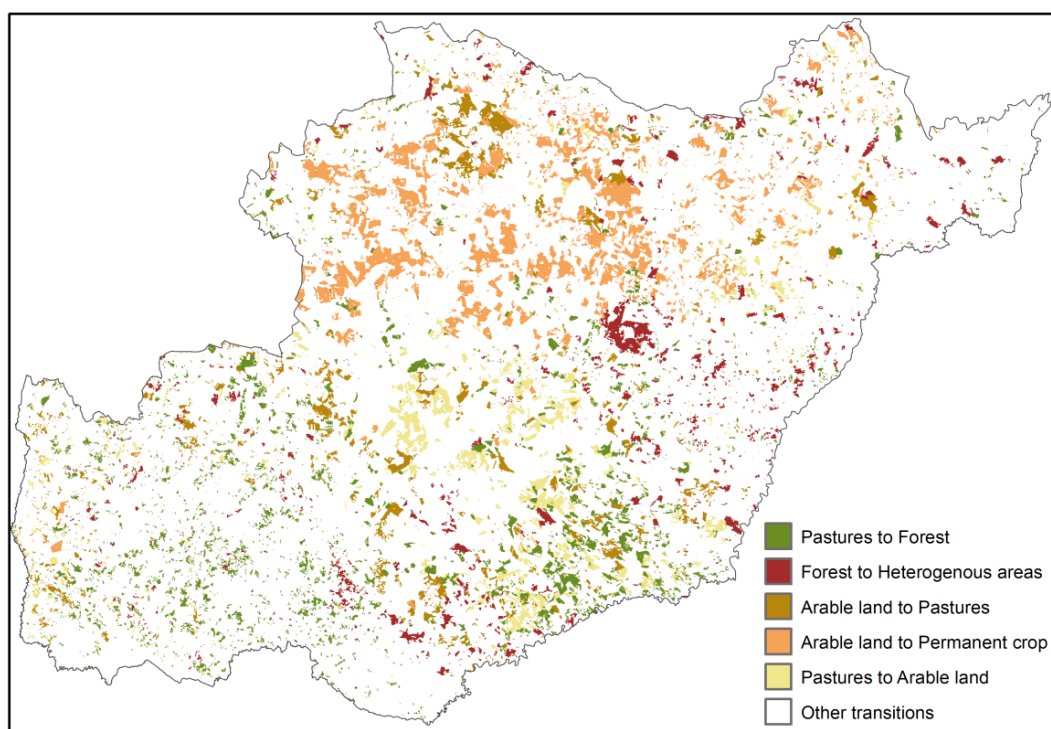 Pastures to Forest
Forest to Heterogenous areas
Arable land to Pastures
Arable land to Permanent crop
Pastures to Arable land
Other transitions